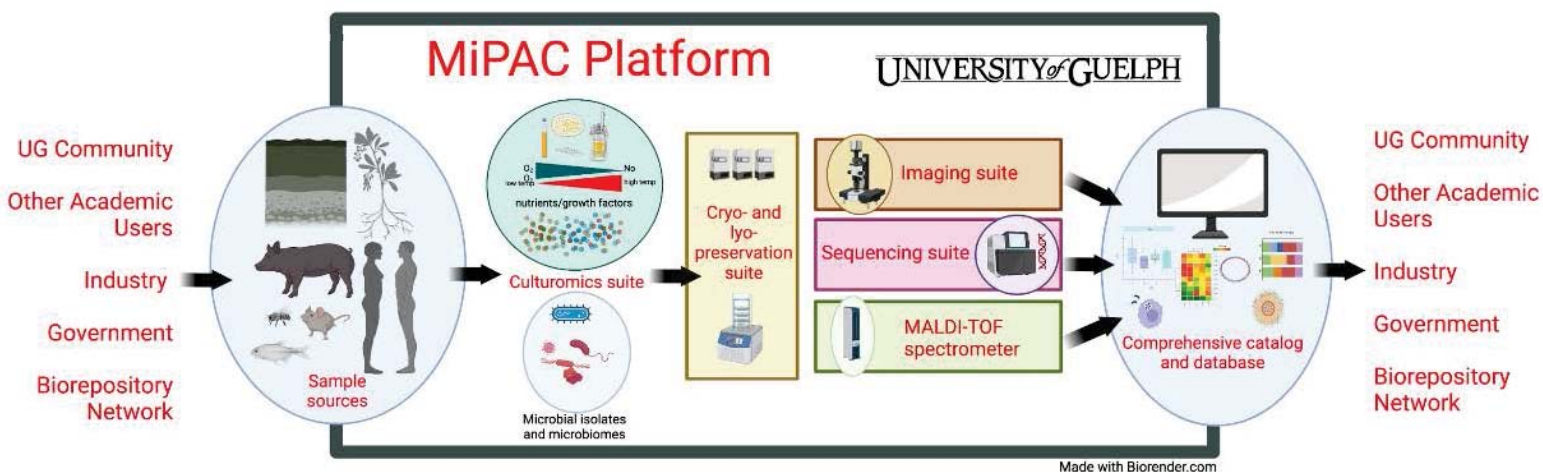 MiPAC Platform
UNIVERSITY of GUELPH
UG Community
Other Academic
Users
Industry
Government
Biorepository
Network
Sample
sources
O₂
No
O₂
low temp
high temp
nutrients/growth factors
Culturomics suite
Microbial isolates
and microbiomes
Cryo- and
lyo-
preservation
suite
Imaging suite
Sequencing suite
MALDI-TOF
spectrometer
Comprehensive catalog
and database
UG Community
Other Academic
Users
Industry
Government
Biorepository
Network
Made with Biorender.com